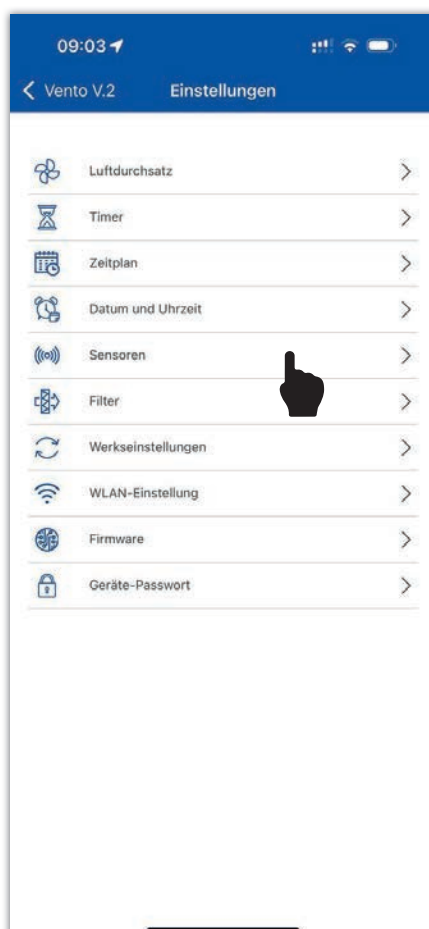 09:03
Vento V.2 Einstellungen
Luftdurchsatz
Timer
Zeitplan
Datum und Uhrzeit
Sensoren
Filter
Werkseinstellungen
WLAN-Einstellung
Firmware
Geräte-Passwort